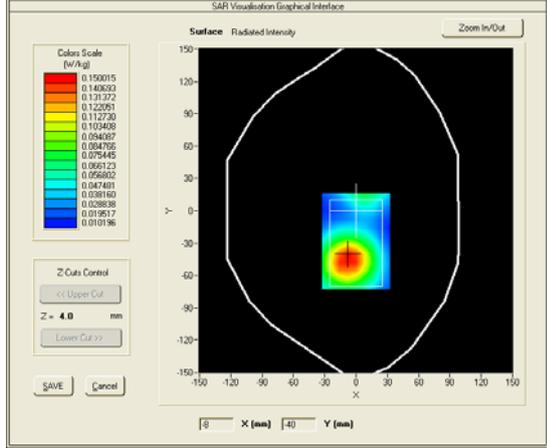 SAR Visualisation Graphical Interface
Surface Radiated Intensity
Zoom In/Out
Colors Scale
(W/kg)
0.150015
0.140693
0.131372
0.122051
0.112730
0.103408
0.094087
0.084766
0.075445
0.066123
0.056802
0.047481
0.038160
0.028838
0.019517
0.010196
Z-Cuts Control
<< Upper Cut
Z = 4.0 mm
Lower Cut >>
SAVE
Cancel
150
120
90
60
30
0
-30
-60
-90
-120
-150
Y
-150 -120 -90 -60 -30 0 30 60 90 120 150
X
-8 X (mm) -40 Y (mm)